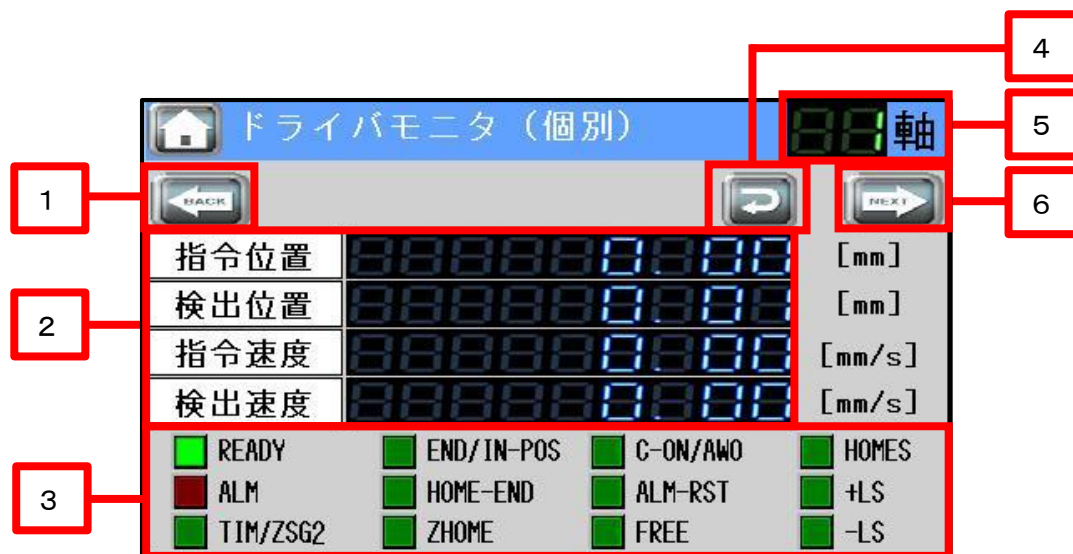 4
ドライバモニタ（個別） 1軸
5
1
BACK
NEXT
6
指令位置 0.00 [mm]
検出位置 0.01 [mm]
2
指令速度 0.00 [mm/s]
検出速度 0.00 [mm/s]
READY END/IN-POS C-ON/AWO HOMES
3
ALM HOME-END ALM-RST +LS
TIM/ZSG2 ZHOME FREE -LS